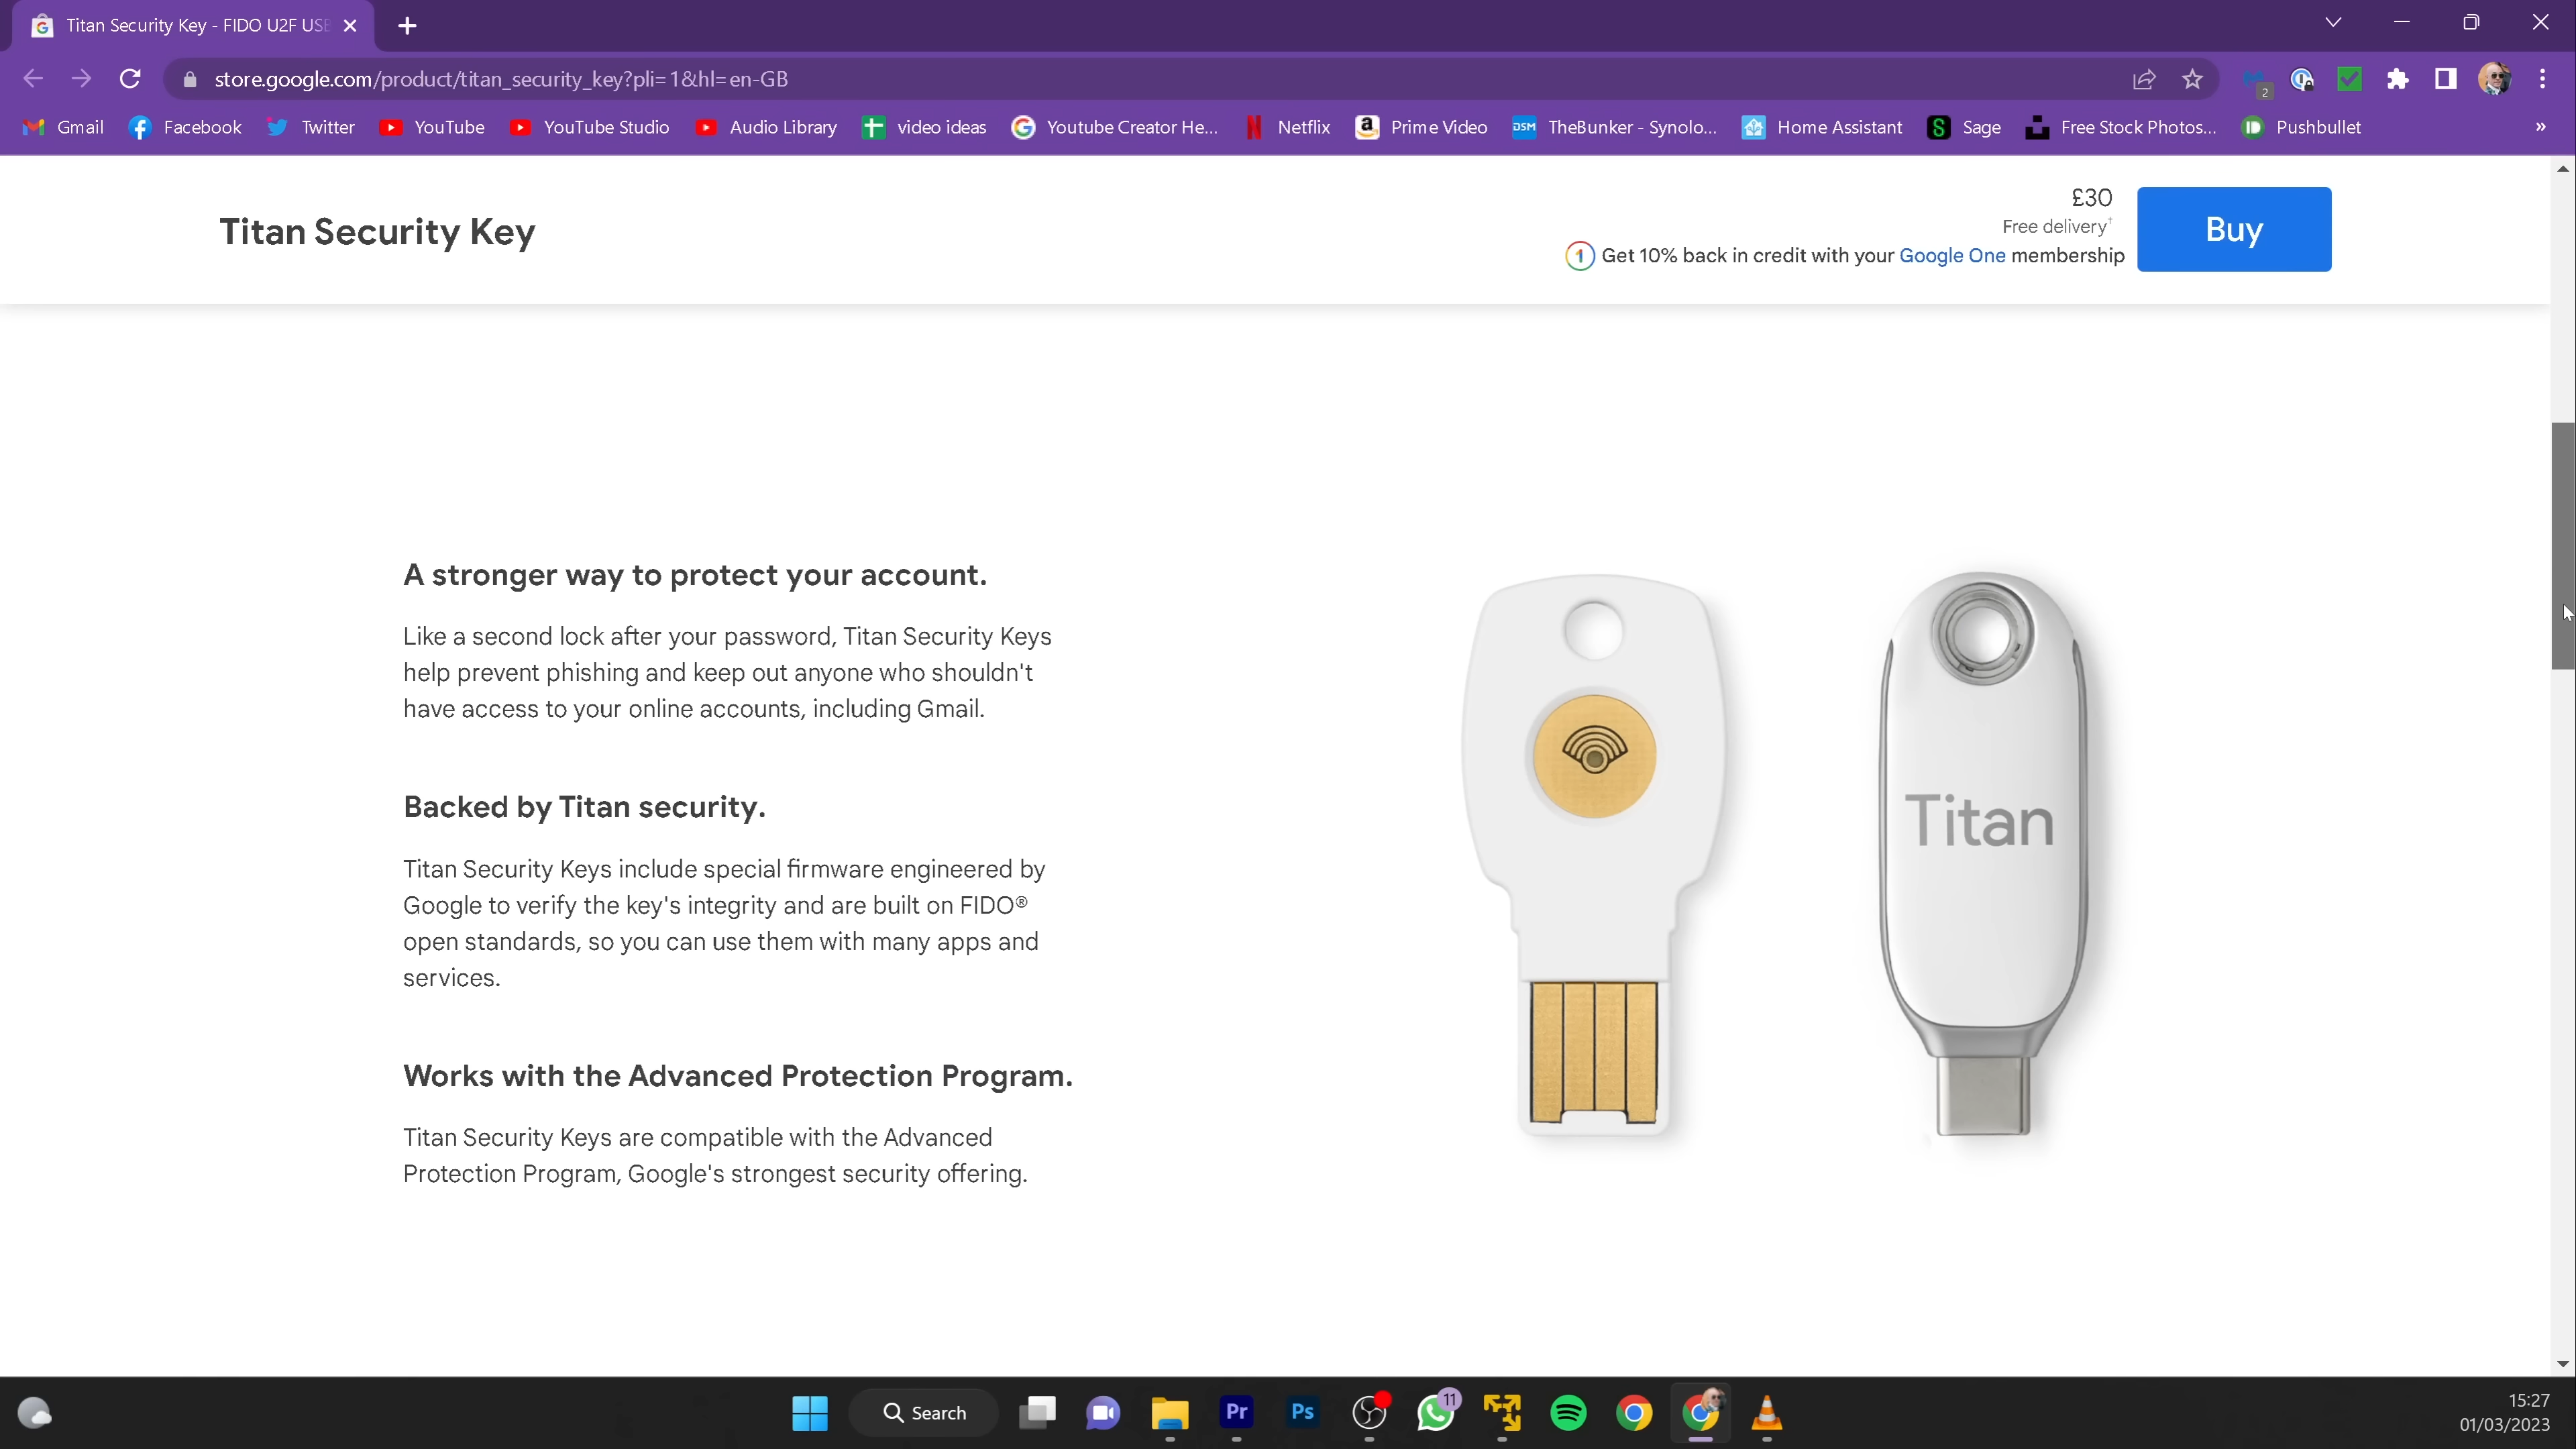 Titan Security Key - FIDO U2F USB
store.google.com/product/titan_security_key?pli=1&hl=en-GB
2
Gmail Facebook Twitter YouTube YouTube Studio Audio Library video ideas Youtube Creator He... Netflix Prime Video DSM TheBunker - Synolo... Home Assistant Sage Free Stock Photos... Pushbullet »
Titan Security Key
£30
Free delivery†
1 Get 10% back in credit with your Google One membership
Buy
A stronger way to protect your account.
Like a second lock after your password, Titan Security Keys
help prevent phishing and keep out anyone who shouldn't
have access to your online accounts, including Gmail.
Backed by Titan security.
Titan Security Keys include special firmware engineered by
Google to verify the key's integrity and are built on FIDO®
open standards, so you can use them with many apps and
services.
Works with the Advanced Protection Program.
Titan Security Keys are compatible with the Advanced
Protection Program, Google's strongest security offering.
Titan
Search
Pr
Ps
11
15:27
01/03/2023